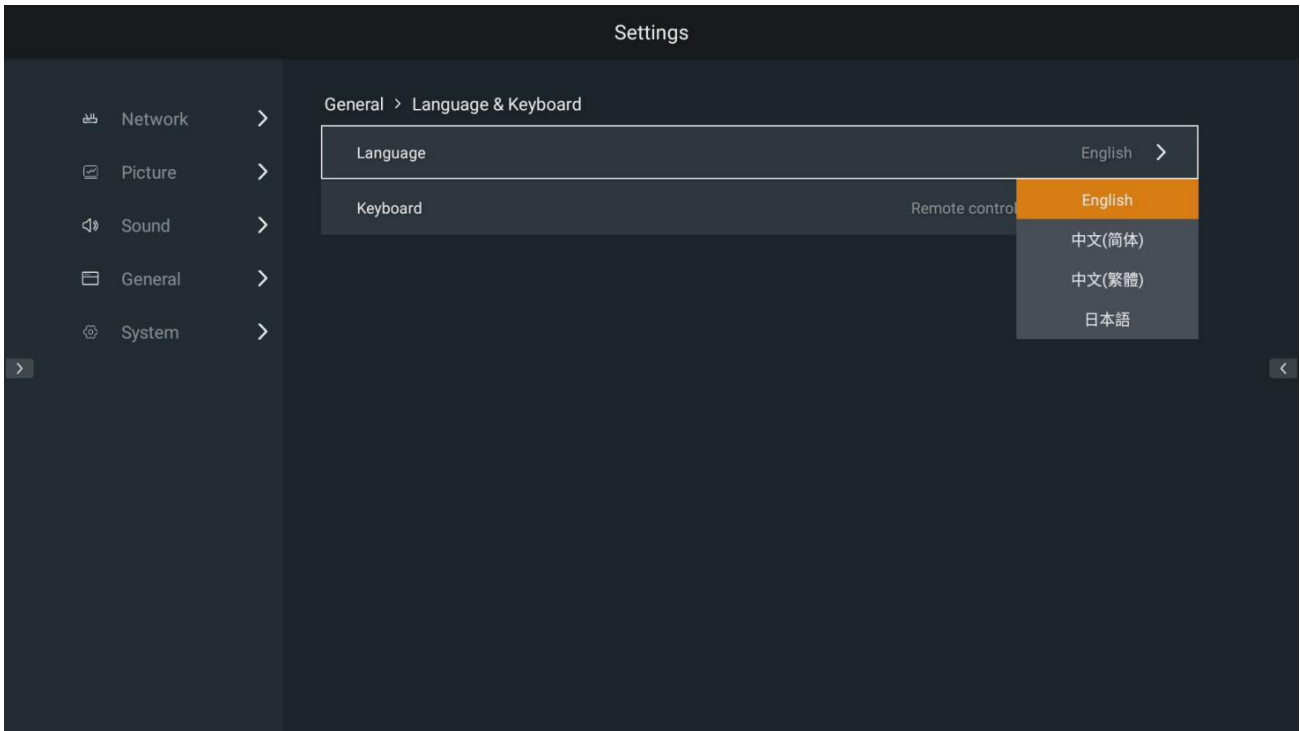 Settings
Network
Picture
Sound
General
System
General > Language & Keyboard
Language English
Keyboard Remote control
English
中文(简体)
中文(繁體)
日本語